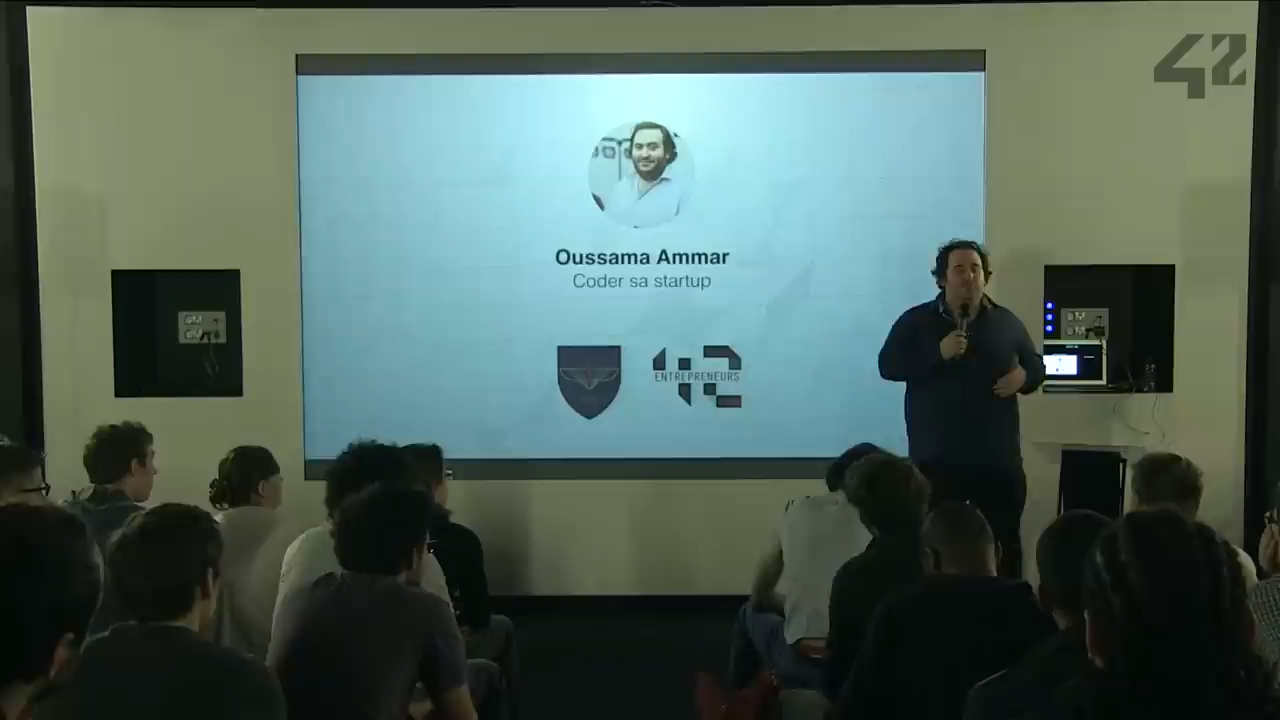 42
Oussama Ammar
Coder sa startup
42
ENTREPRENEURS